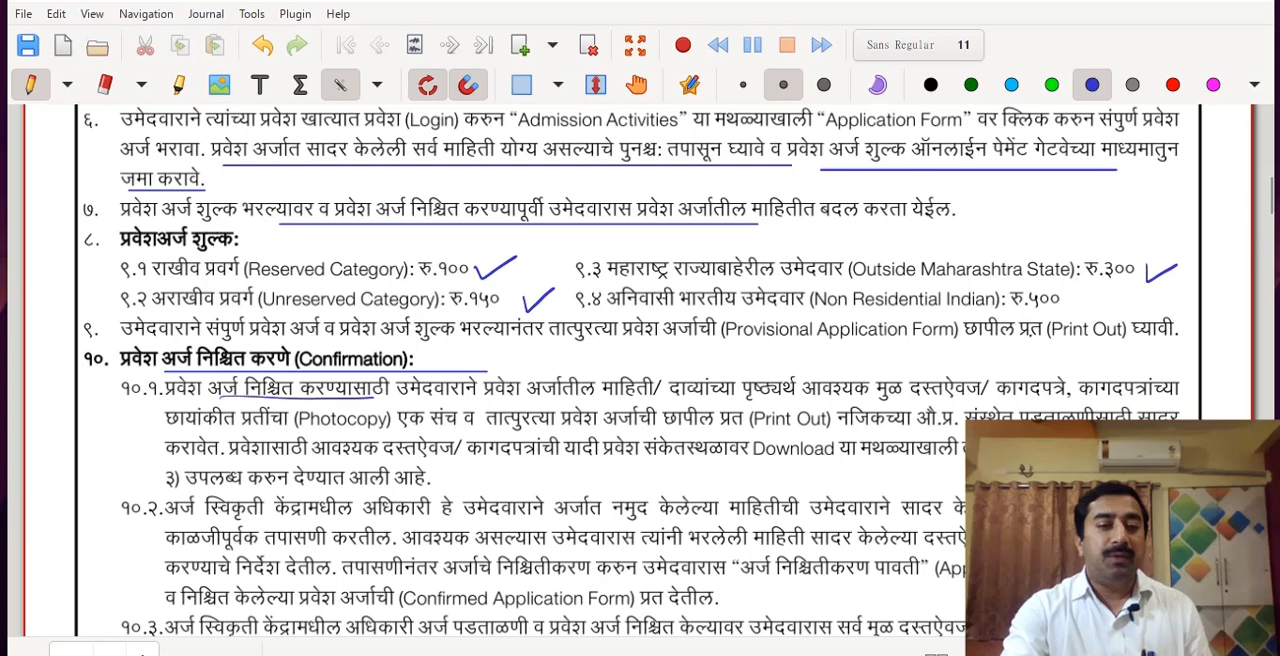 File Edit View Navigation Journal Tools Plugin Help
Sans Regular 11
६. उमेदवाराने त्यांच्या प्रवेश खात्यात प्रवेश (Login) करुन “Admission Activities” या मथळ्याखाली “Application Form” वर क्लिक करुन संपुर्ण प्रवेश
अर्ज भरावा. प्रवेश अर्जात सादर केलेली सर्व माहिती योग्य असल्याचे पुनश्च: तपासून घ्यावे व प्रवेश अर्ज शुल्क ऑनलाईन पेमेंट गेटवेच्या माध्यमातुन
जमा करावे.
७. प्रवेश अर्ज शुल्क भरल्यावर व प्रवेश अर्ज निश्चित करण्यापूर्वी उमेदवारास प्रवेश अर्जातील माहितीत बदल करता येईल.
८. प्रवेशअर्ज शुल्क:
९.१ राखीव प्रवर्ग (Reserved Category): रु.१०० ९.३ महाराष्ट्र राज्याबाहेरील उमेदवार (Outside Maharashtra State): रु.३००
९.२ अराखीव प्रवर्ग (Unreserved Category): रु.१५० ९.४ अनिवासी भारतीय उमेदवार (Non Residential Indian): रु.५००
९. उमेदवाराने संपुर्ण प्रवेश अर्ज व प्रवेश अर्ज शुल्क भरल्यानंतर तात्पुरत्या प्रवेश अर्जाची (Provisional Application Form) छापील प्रत (Print Out) घ्यावी.
१०. प्रवेश अर्ज निश्चित करणे (Confirmation):
१०.१.प्रवेश अर्ज निश्चित करण्यासाठी उमेदवाराने प्रवेश अर्जातील माहिती/ दाव्यांच्या पृष्ठ्यर्थ आवश्यक मुळ दस्तऐवज/ कागदपत्रे, कागदपत्रांच्या
छायांकीत प्रतींचा (Photocopy) एक संच व तात्पुरत्या प्रवेश अर्जाची छापील प्रत (Print Out) नजिकच्या औ.प्र. संस्थेत पडताळणीसाठी सादर
करावेत. प्रवेशासाठी आवश्यक दस्तऐवज/ कागदपत्रांची यादी प्रवेश संकेतस्थळावर Download या मथळ्याखाली
३) उपलब्ध करुन देण्यात आली आहे.
१०.२.अर्ज स्विकृती केंद्रामधील अधिकारी हे उमेदवाराने अर्जात नमुद केलेल्या माहितीची उमेदवाराने सादर
काळजीपूर्वक तपासणी करतील. आवश्यक असल्यास उमेदवारास त्यांनी भरलेली माहिती सादर केलेल्या
करण्याचे निर्देश देतील. तपासणीनंतर अर्जाचे निश्चितीकरण करुन उमेदवारास “अर्ज निश्चितीकरण पावती”
व निश्चित केलेल्या प्रवेश अर्जाची (Confirmed Application Form) प्रत देतील.
१०.३.अर्ज स्विकृती केंद्रामधील अधिकारी अर्ज पडताळणी व प्रवेश अर्ज निश्चित केल्यावर उमेदवारास सर्व मूळ